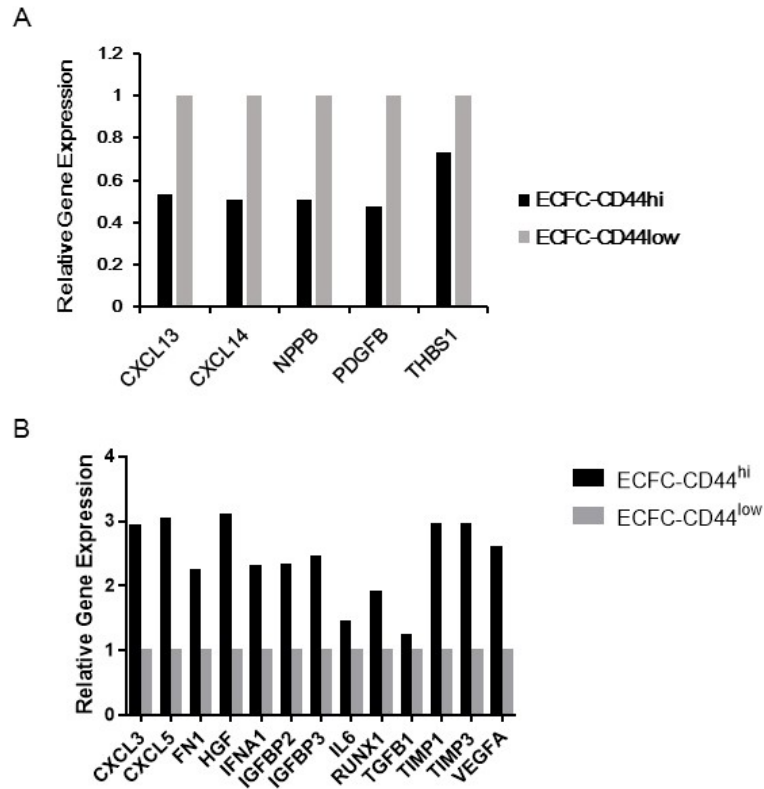 A
Relative Gene Expression
1.2
1
0.8
0.6
0.4
0.2
0
CXCL13
CXCL14
NPPB
PDGFB
THBS1
ECFC-CD44hi
ECFC-CD44low
B
Relative Gene Expression
4
3
2
1
0
CXCL3
CXCL5
FN1
HGF
IFNA1
IGFBP2
IGFBP3
IL6
RUNX1
TGFB1
TIMP1
TIMP3
VEGFA
ECFC-CD44hi
ECFC-CD44low